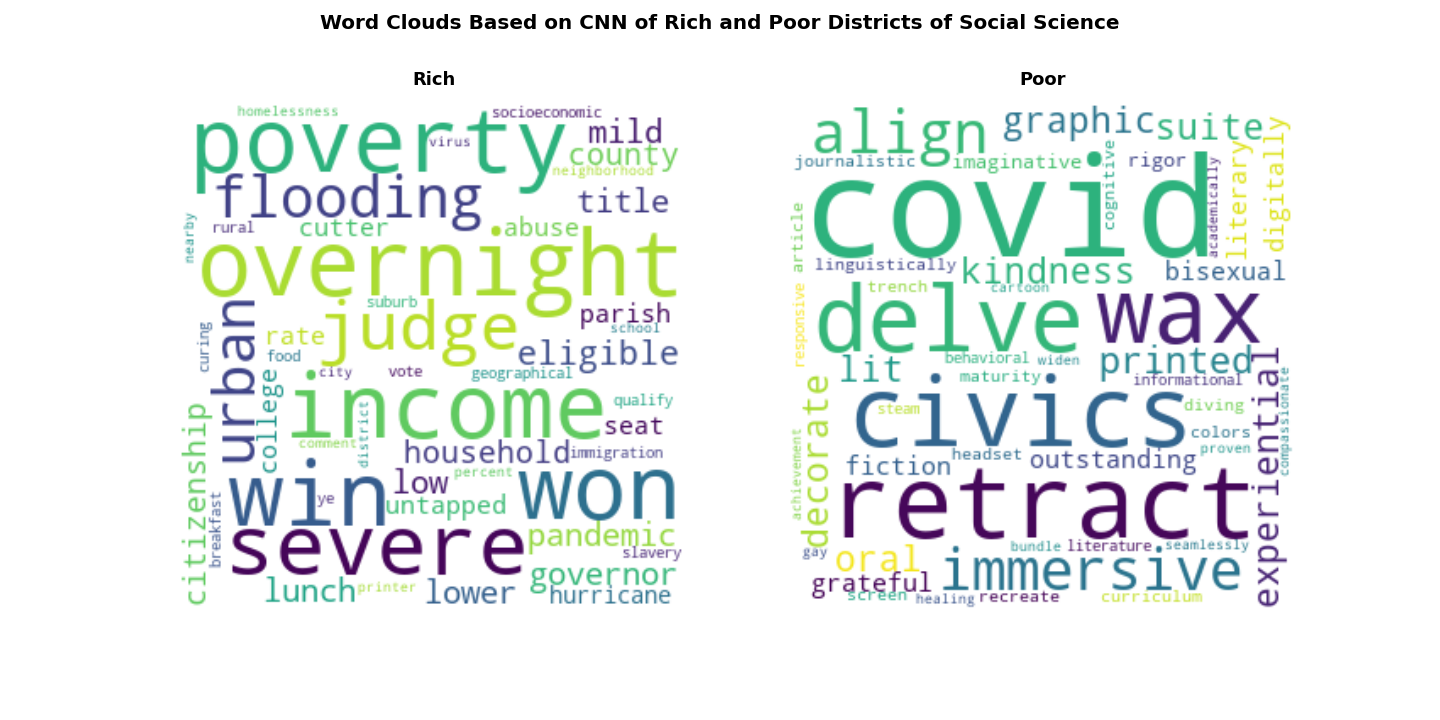 Word Clouds Based on CNN of Rich and Poor Districts of Social Science
Rich
homelessness
socioeconomic
poverty
virus
mild
county
neighborhood
flooding
title
nearby
rural
cutter
abuse
overnight
suburb
parish
school
urban
curing
rate
judge
food
eligible
city
vote
geographical
college
income
qualify
district
seat
citizenship
comment
household
immigration
win
low
percent
won
ye
untapped
breakfast
severe
pandemic
slavery
governor
lunch
printer
lower
hurricane
Poor
align
graphic
suite
digitally
journalistic
imaginative
cognitive
rigor
literary
academically
covid
article
linguistically
kindness
bisexual
trench
cartoon
responsive
delve
wax
behavioral
widen
printed
lit
maturity
informational
experiential
compassionate
decorate
steam
civics
diving
colors
proven
headset
fiction
outstanding
achievement
retract
gay
oral
bundle
literature
seamlessly
grateful
immersive
screen
healing
recreate
curriculum